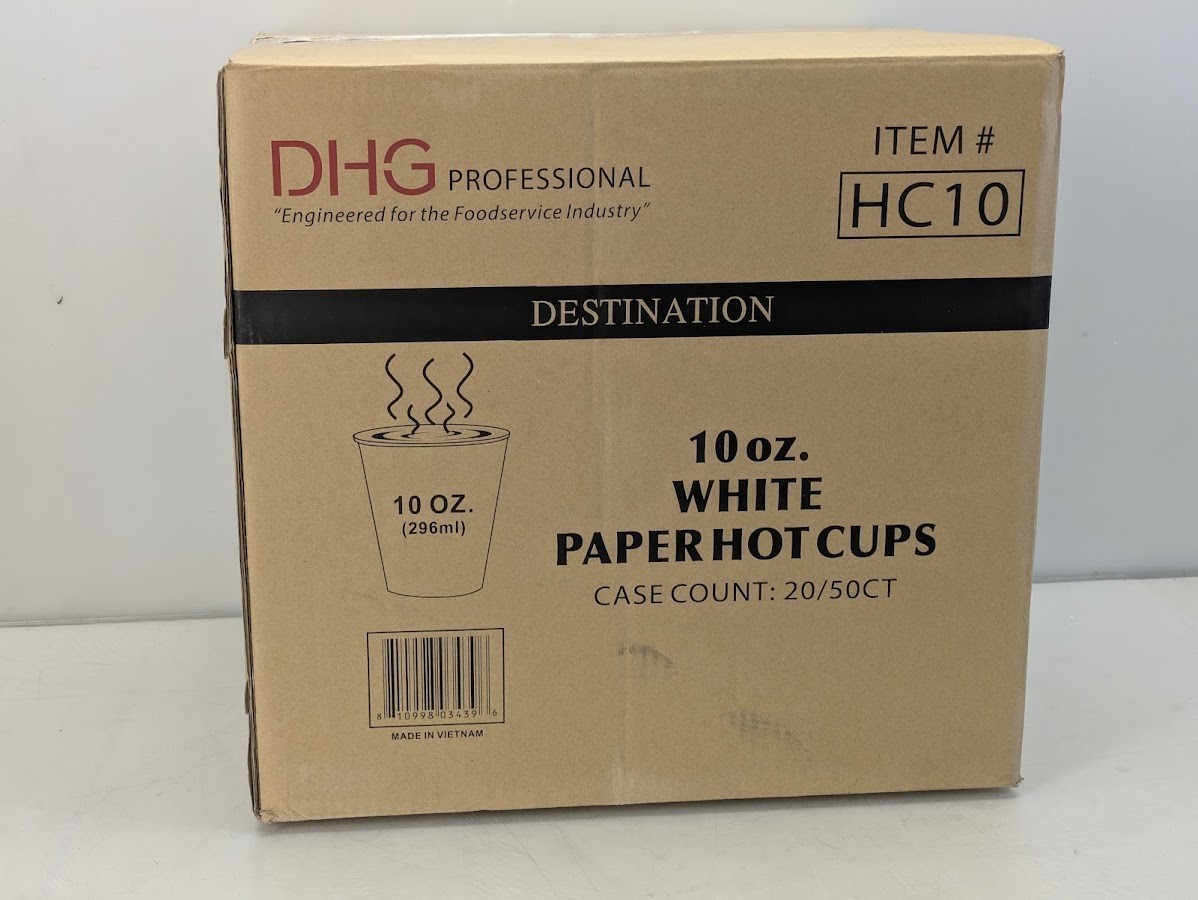 DHG PROFESSIONAL
“Engineered for the Foodservice Industry”
ITEM #
HC10
DESTINATION
10 OZ.
(296ml)
10 oz.
WHITE
PAPER HOT CUPS
CASE COUNT: 20/50CT
8 10998 03439 6
MADE IN VIETNAM